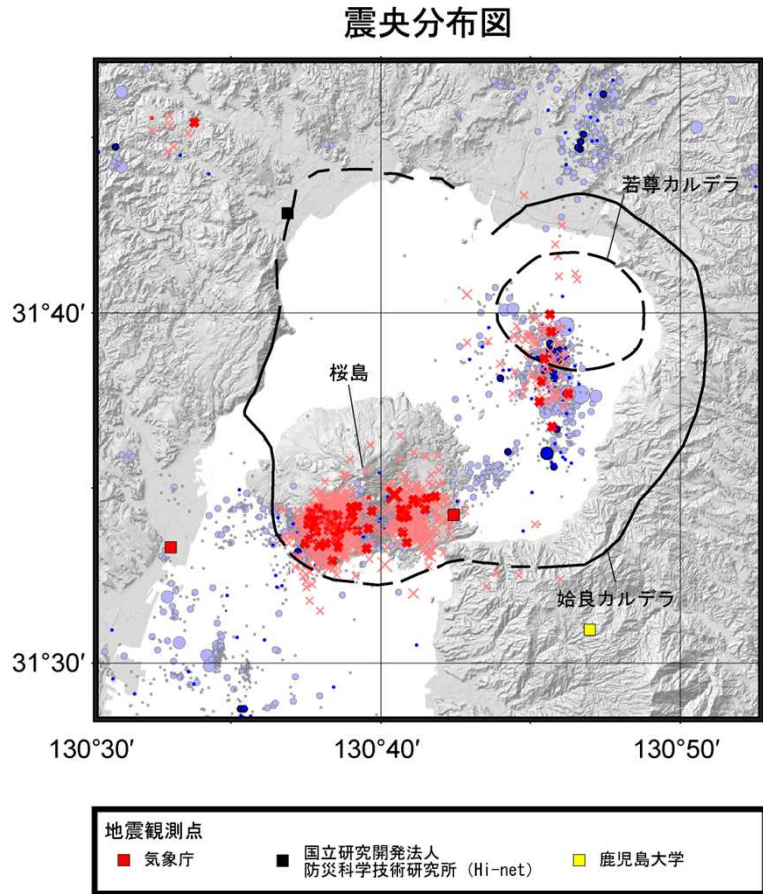 震央分布図
若尊カルデラ
31°40′
桜島
姶良カルデラ
31°30′
130°30′
130°40′
130°50′
地震観測点
気象庁
国立研究開発法人
防災科学技術研究所 (Hi-net)
鹿児島大学